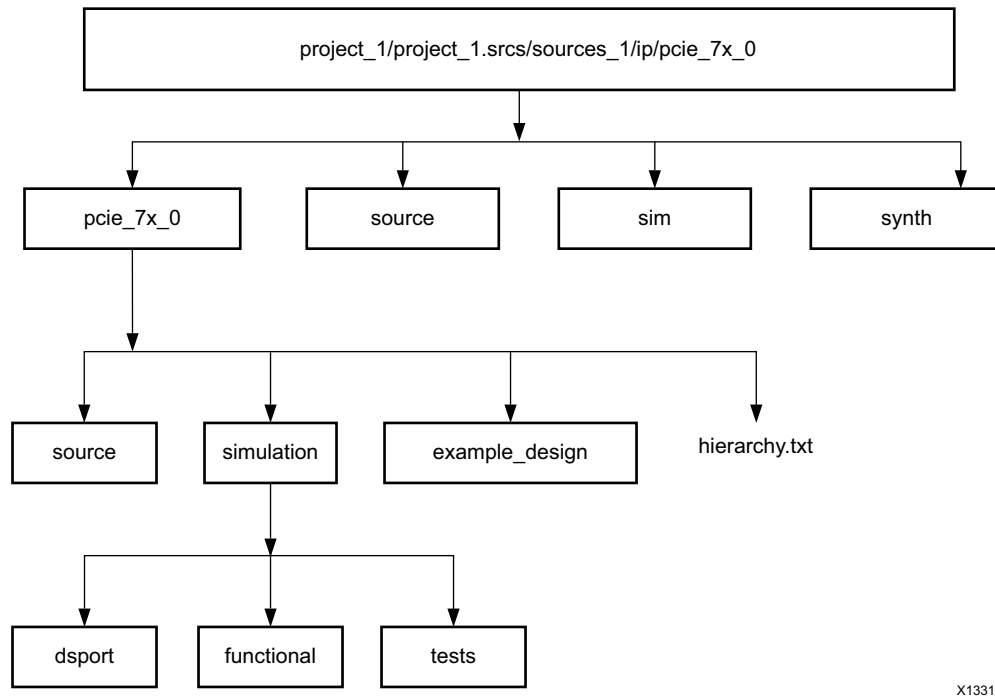 project_1/project_1.srcs/sources_1/ip/pcie_7x_0
pcie_7x_0
source
sim
synth
source
simulation
example_design
hierarchy.txt
dsport
functional
tests
X1331